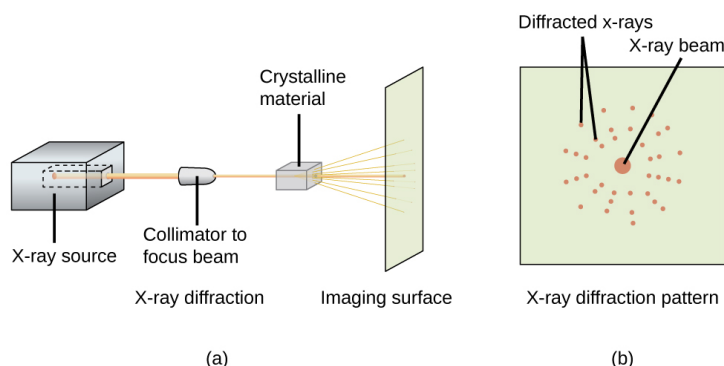 Diffracted x-rays
X-ray beam
Crystalline
material
X-ray source
Collimator to
focus beam
X-ray diffraction
Imaging surface
X-ray diffraction pattern
(a)
(b)